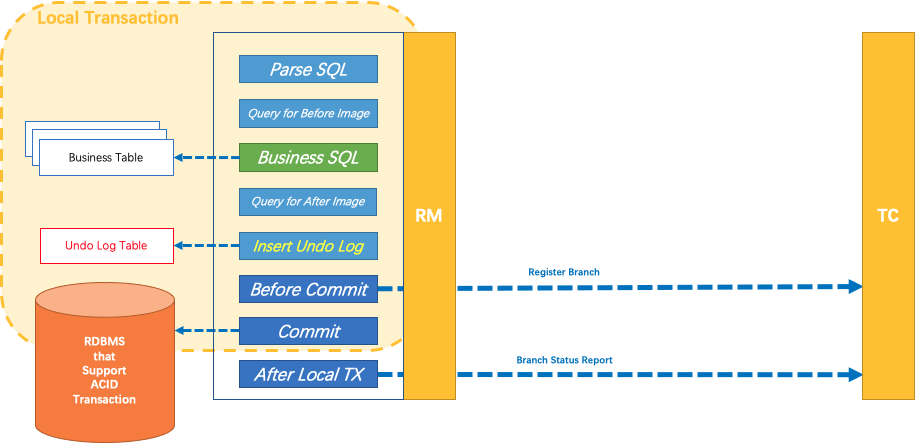 Local Transaction
Parse SQL
Query for Before Image
Business Table
Business SQL
Query for After Image
RM
TC
Undo Log Table
Insert Undo Log
Register Branch
Before Commit
Commit
RDBMS
that
Support
ACID
Transaction
Branch Status Report
After Local TX